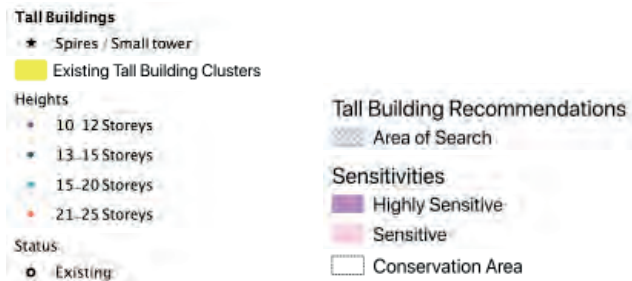 Tall Buildings
Spires / Small tower
Existing Tall Building Clusters
Heights
10-12 Storeys
13-15 Storeys
15-20 Storeys
21-25 Storeys
Status
Existing
Tall Building Recommendations
Area of Search
Sensitivities
Highly Sensitive
Sensitive
Conservation Area